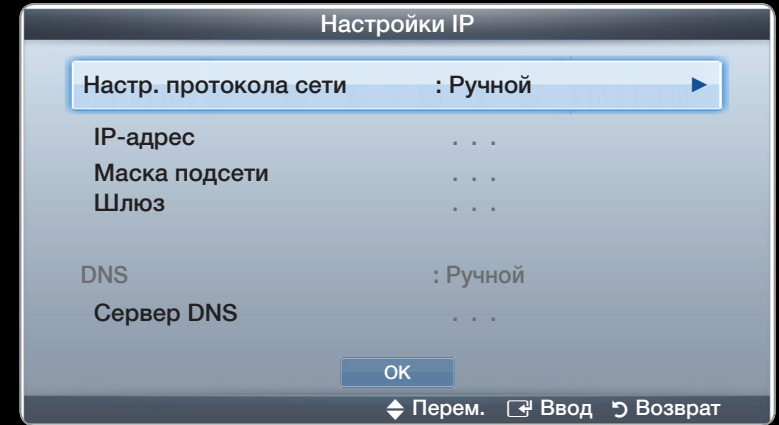 Настройки IP
Настр. протокола сети : Ручной ►
IP-адрес . . .
Маска подсети . . .
Шлюз . . .
DNS : Ручной
Сервер DNS . . .
OK
Перем. Ввод Возврат